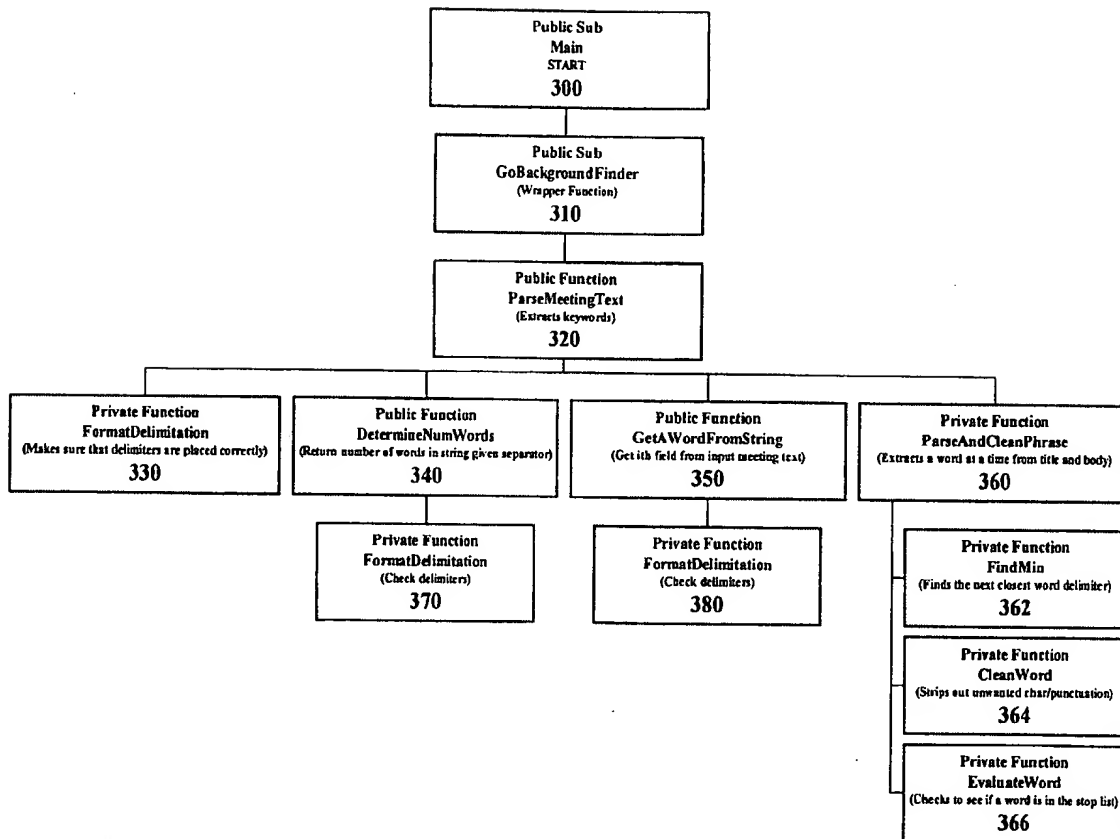 Public Sub
Main
START
300
Public Sub
GoBackgroundFinder
(Wrapper Function)
310
Public Function
ParseMeetingText
(Extracts keywords)
320
Private Function
FormatDelimitation
(Makes sure that delimiters are placed correctly)
330
Public Function
DetermineNumWords
(Return number of words in string given separator)
340
Public Function
GetAWordFromString
(Get ith field from input meeting text)
350
Private Function
ParseAndCleanPhrase
(Extracts a word at a time from title and body)
360
Private Function
FormatDelimitation
(Check delimiters)
370
Private Function
FormatDelimitation
(Check delimiters)
380
Private Function
FindMin
(Finds the next closest word delimiter)
362
Private Function
CleanWord
(Strips out unwanted char/punctuation)
364
Private Function
EvaluateWord
(Checks to see if a word is in the stop list)
366